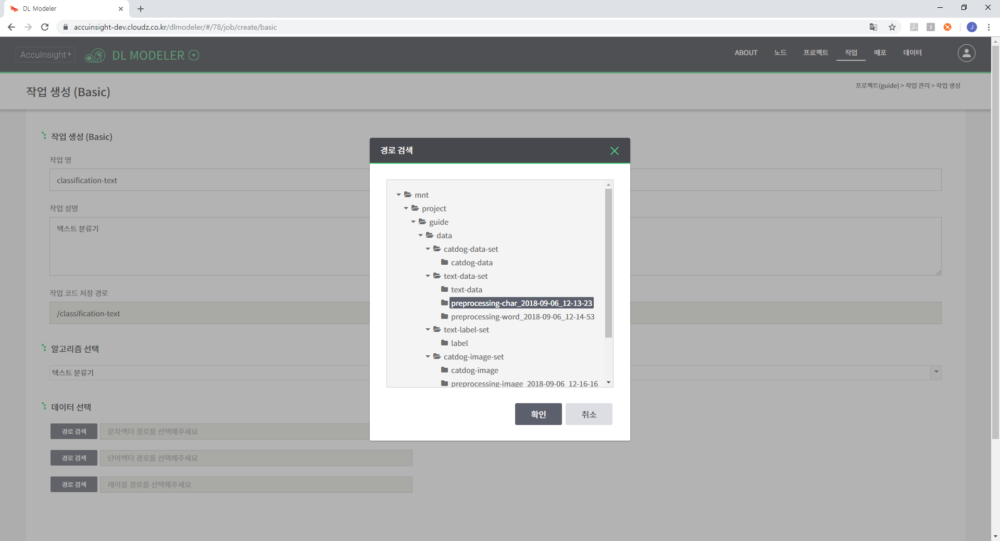 DL Modeler
accuinsight-dev.cloudz.co.kr/dlmodeler/#/78/job/create/basic
J
AccuInsight+
DL MODELER
ABOUT 노드 프로젝트 작업 배포 데이터
작업 생성 (Basic)
프로젝트(guide) > 작업 관리 > 작업 생성
작업 생성 (Basic)
작업 명
classification-text
작업 설명
텍스트 분류기
작업 코드 저장 경로
/classification-text
알고리즘 선택
텍스트 분류기
데이터 선택
경로 검색 문자벡터 경로를 선택해주세요
경로 검색 단어벡터 경로를 선택해주세요
경로 검색 레이블 경로를 선택해주세요
경로 검색
mnt
project
guide
data
catdog-data-set
catdog-data
text-data-set
text-data
preprocessing-char_2018-09-06_12-13-23
preprocessing-word_2018-09-06_12-14-53
text-label-set
label
catdog-image-set
catdog-image
preprocessing-image_2018-09-06_12-16-16
확인 취소